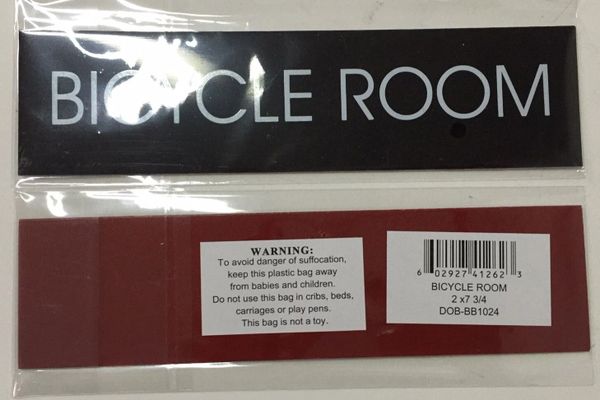 BICYCLE ROOM
WARNING:
To avoid danger of suffocation,
keep this plastic bag away
from babies and children.
Do not use this bag in cribs, beds,
carriages or play pens.
This bag is not a toy.
6 02927 41262 3
BICYCLE ROOM
2 x7 3/4
DOB-BB1024